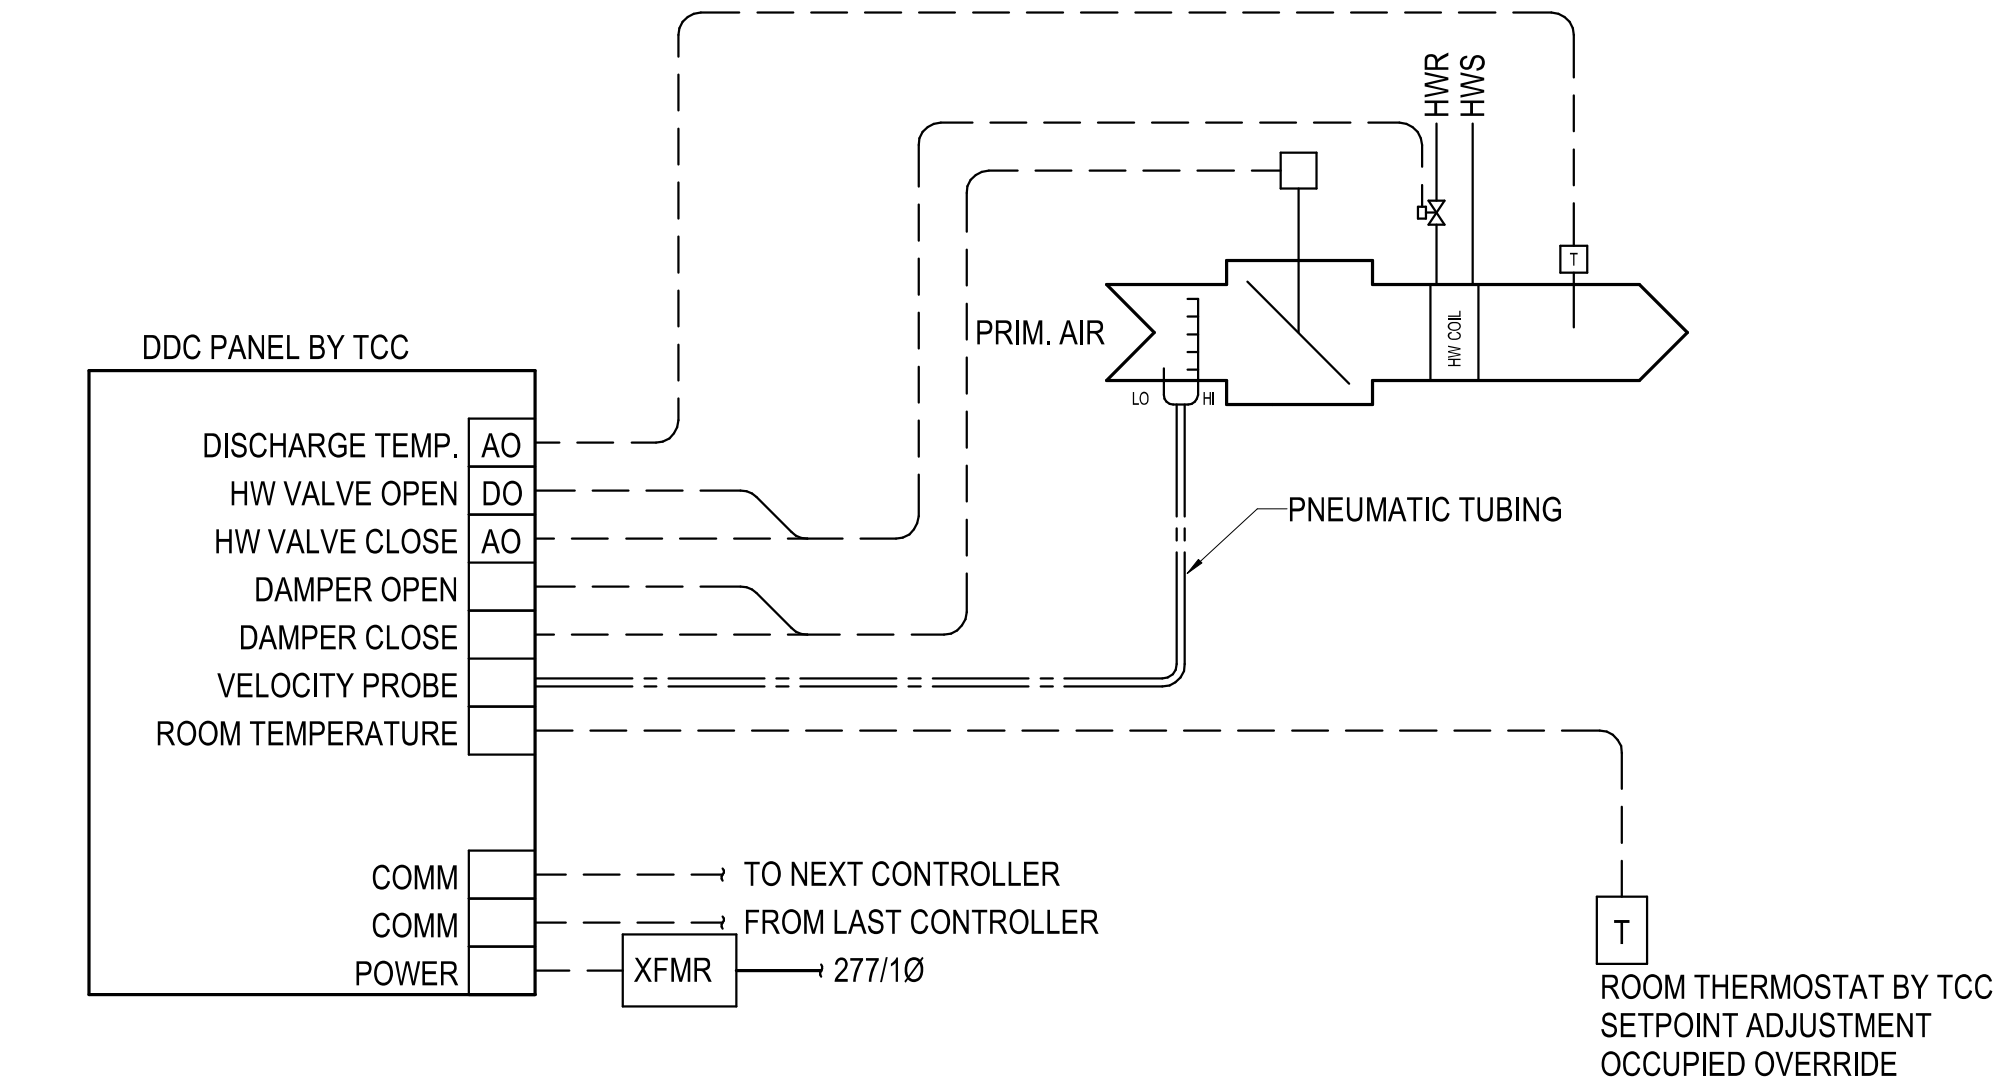 HWR
HWS
T
PRIM. AIR
HW COIL
LO
HI
DDC PANEL BY TCC
DISCHARGE TEMP. AO
HW VALVE OPEN DO
HW VALVE CLOSE AO
DAMPER OPEN
DAMPER CLOSE
VELOCITY PROBE
ROOM TEMPERATURE
PNEUMATIC TUBING
COMM
TO NEXT CONTROLLER
COMM
FROM LAST CONTROLLER
POWER
XFMR
277/1Ø
T
ROOM THERMOSTAT BY TCC
SETPOINT ADJUSTMENT
OCCUPIED OVERRIDE